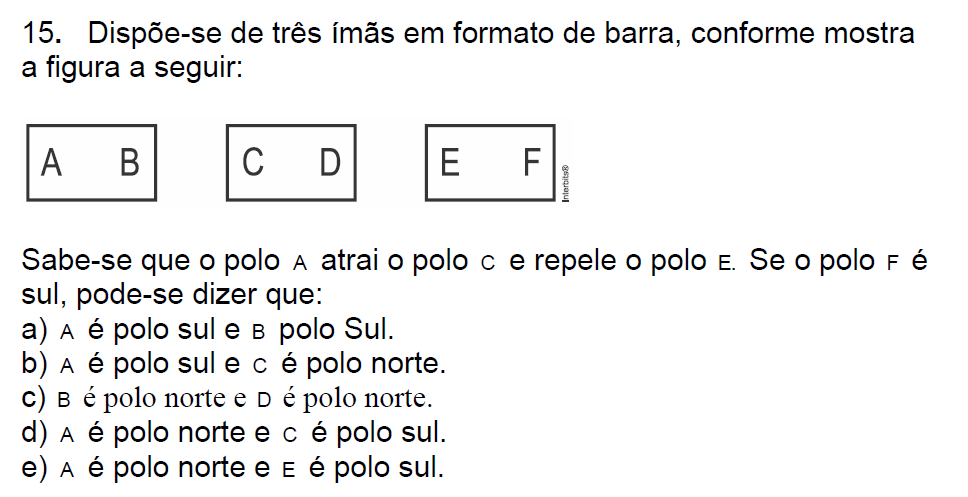 15. Dispõe-se de três ímãs em formato de barra, conforme mostra
a figura a seguir:
A B C D E F
Interbits®
Sabe-se que o polo A atrai o polo C e repele o polo E. Se o polo F é
sul, pode-se dizer que:
a) A é polo sul e B polo Sul.
b) A é polo sul e C é polo norte.
c) B é polo norte e D é polo norte.
d) A é polo norte e C é polo sul.
e) A é polo norte e E é polo sul.